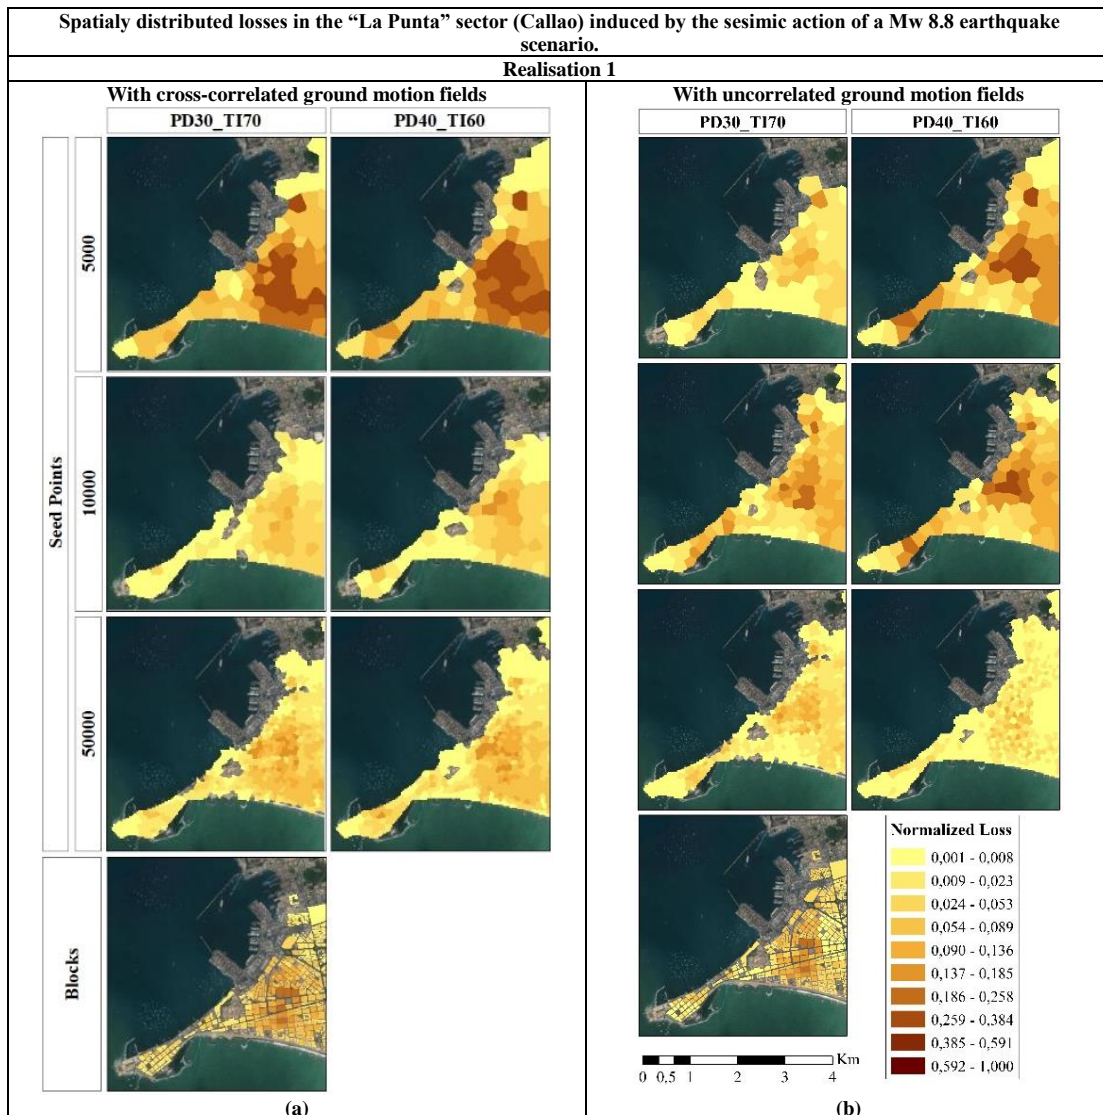 Spatialy distributed losses in the “La Punta” sector (Callao) induced by the sesimic action of a Mw 8.8 earthquake
scenario.
Realisation 1
With cross-correlated ground motion fields
PD30_TI70
PD40_TI60
Seed Points
5000
10000
50000
Blocks
(a)
With uncorrelated ground motion fields
PD30_TI70
PD40_TI60
Normalized Loss
0,001 - 0,008
0,009 - 0,023
0,024 - 0,053
0,054 - 0,089
0,090 - 0,136
0,137 - 0,185
0,186 - 0,258
0,259 - 0,384
0,385 - 0,591
0,592 - 1,000
Km
0 0,5 1 2 3 4
(b)